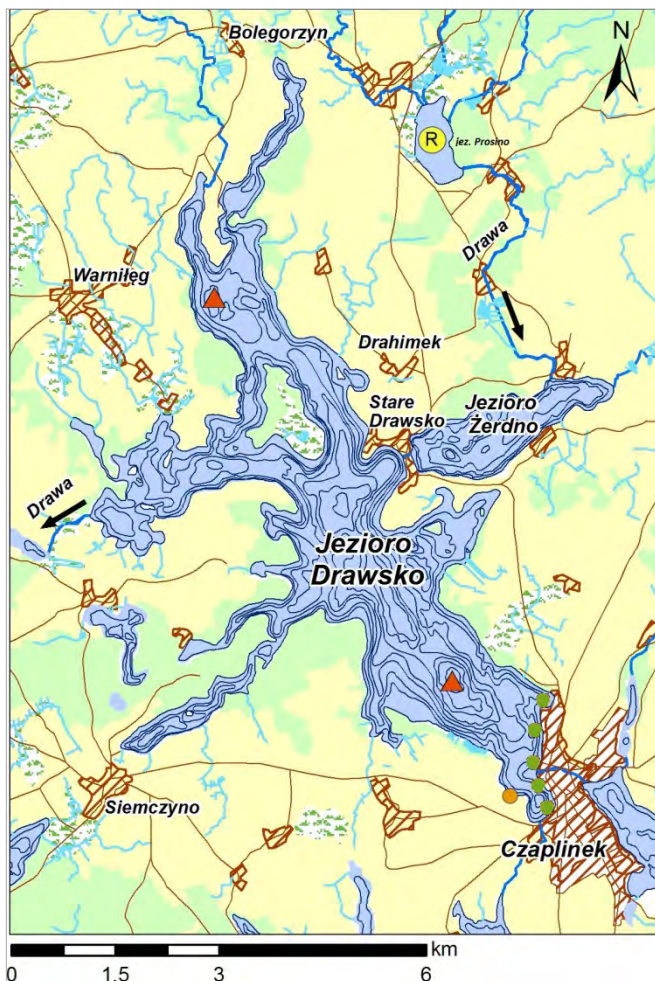 Bolegorzyn
N
R
jez. Prosino
Drawa
Warniłęg
Drahimek
Stare
Drawsko
Jezioro
Żerdno
Drawa
Jezioro
Drawsko
Siemczyno
Czaplinek
km
0 1,5 3 6